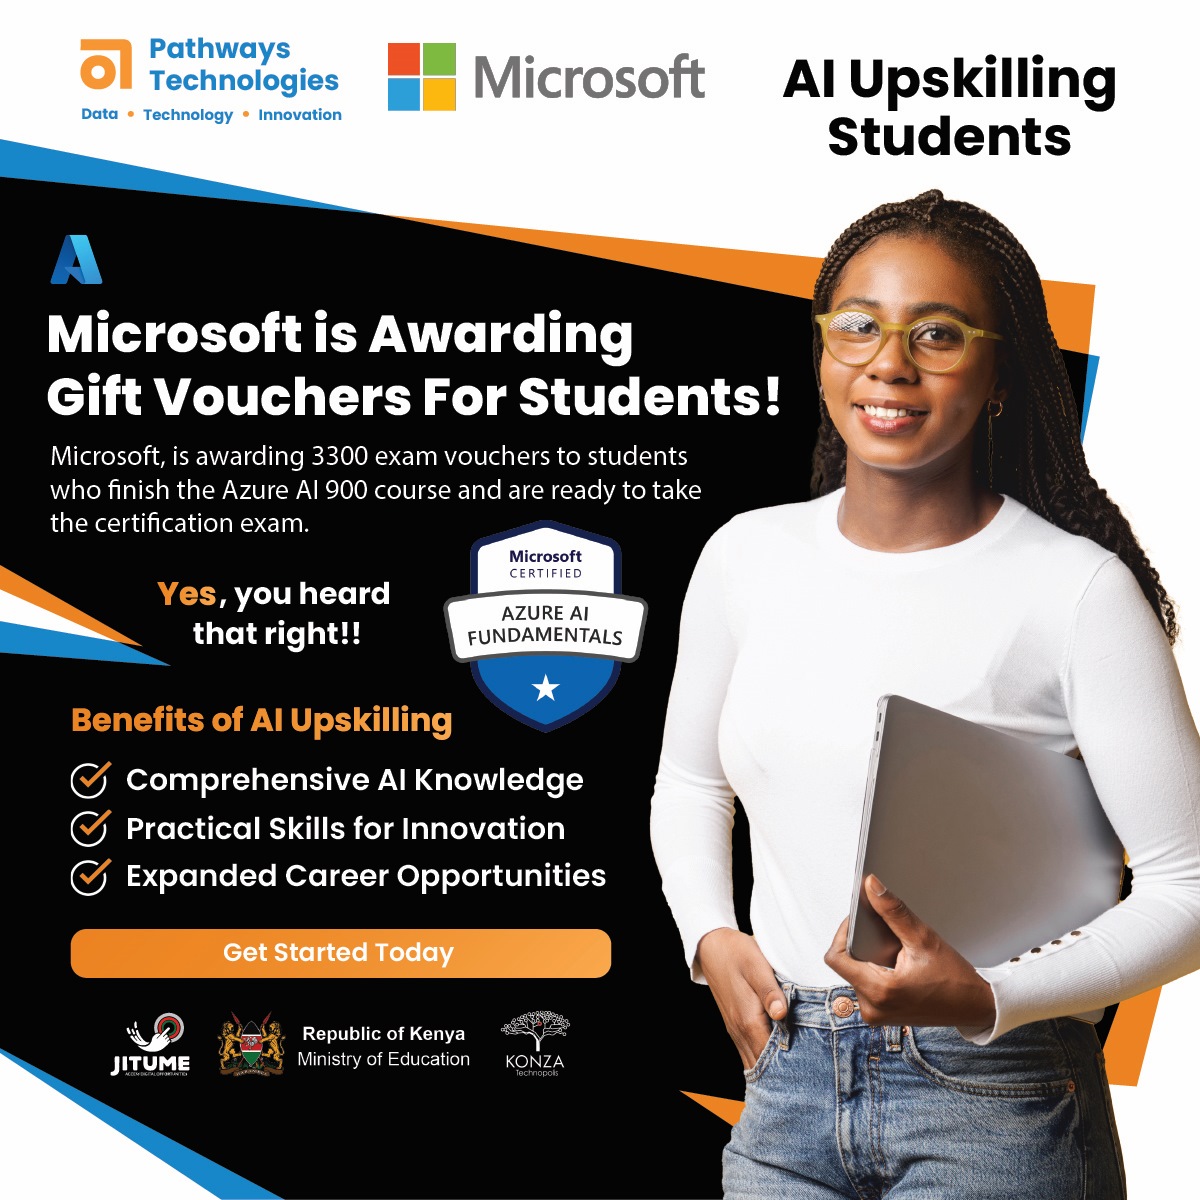 Pathways
Technologies
Data • Technology • Innovation
Microsoft
AI Upskilling
Students
Microsoft is Awarding
Gift Vouchers For Students!
Microsoft, is awarding 3300 exam vouchers to students
who finish the Azure AI 900 course and are ready to take
the certification exam.
Yes, you heard
that right!!
Microsoft
CERTIFIED
AZURE AI
FUNDAMENTALS
Benefits of AI Upskilling
Comprehensive AI Knowledge
Practical Skills for Innovation
Expanded Career Opportunities
Get Started Today
JITUME
ACCESS DIGITAL OPPORTUNITIES
Republic of Kenya
Ministry of Education
KONZA
Technopolis